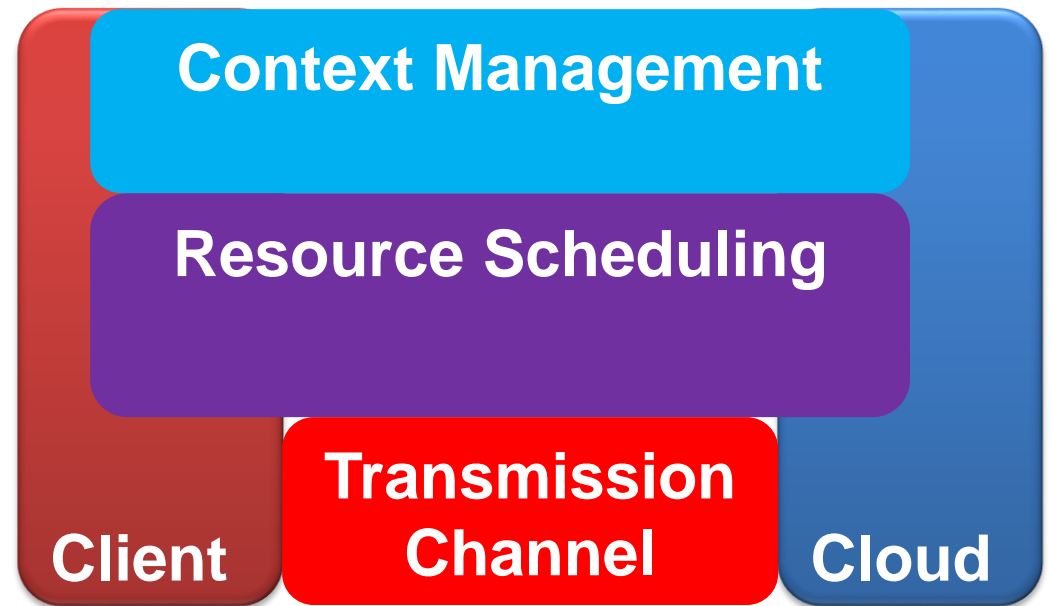 Context Management
Resource Scheduling
Transmission
Channel
Client
Cloud